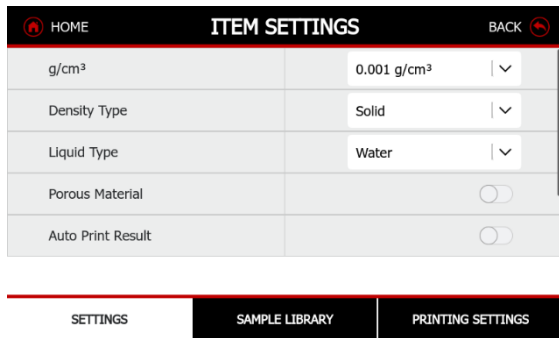 HOME ITEM SETTINGS BACK
g/cm³ 0.001 g/cm³
Density Type Solid
Liquid Type Water
Porous Material
Auto Print Result
SETTINGS SAMPLE LIBRARY PRINTING SETTINGS